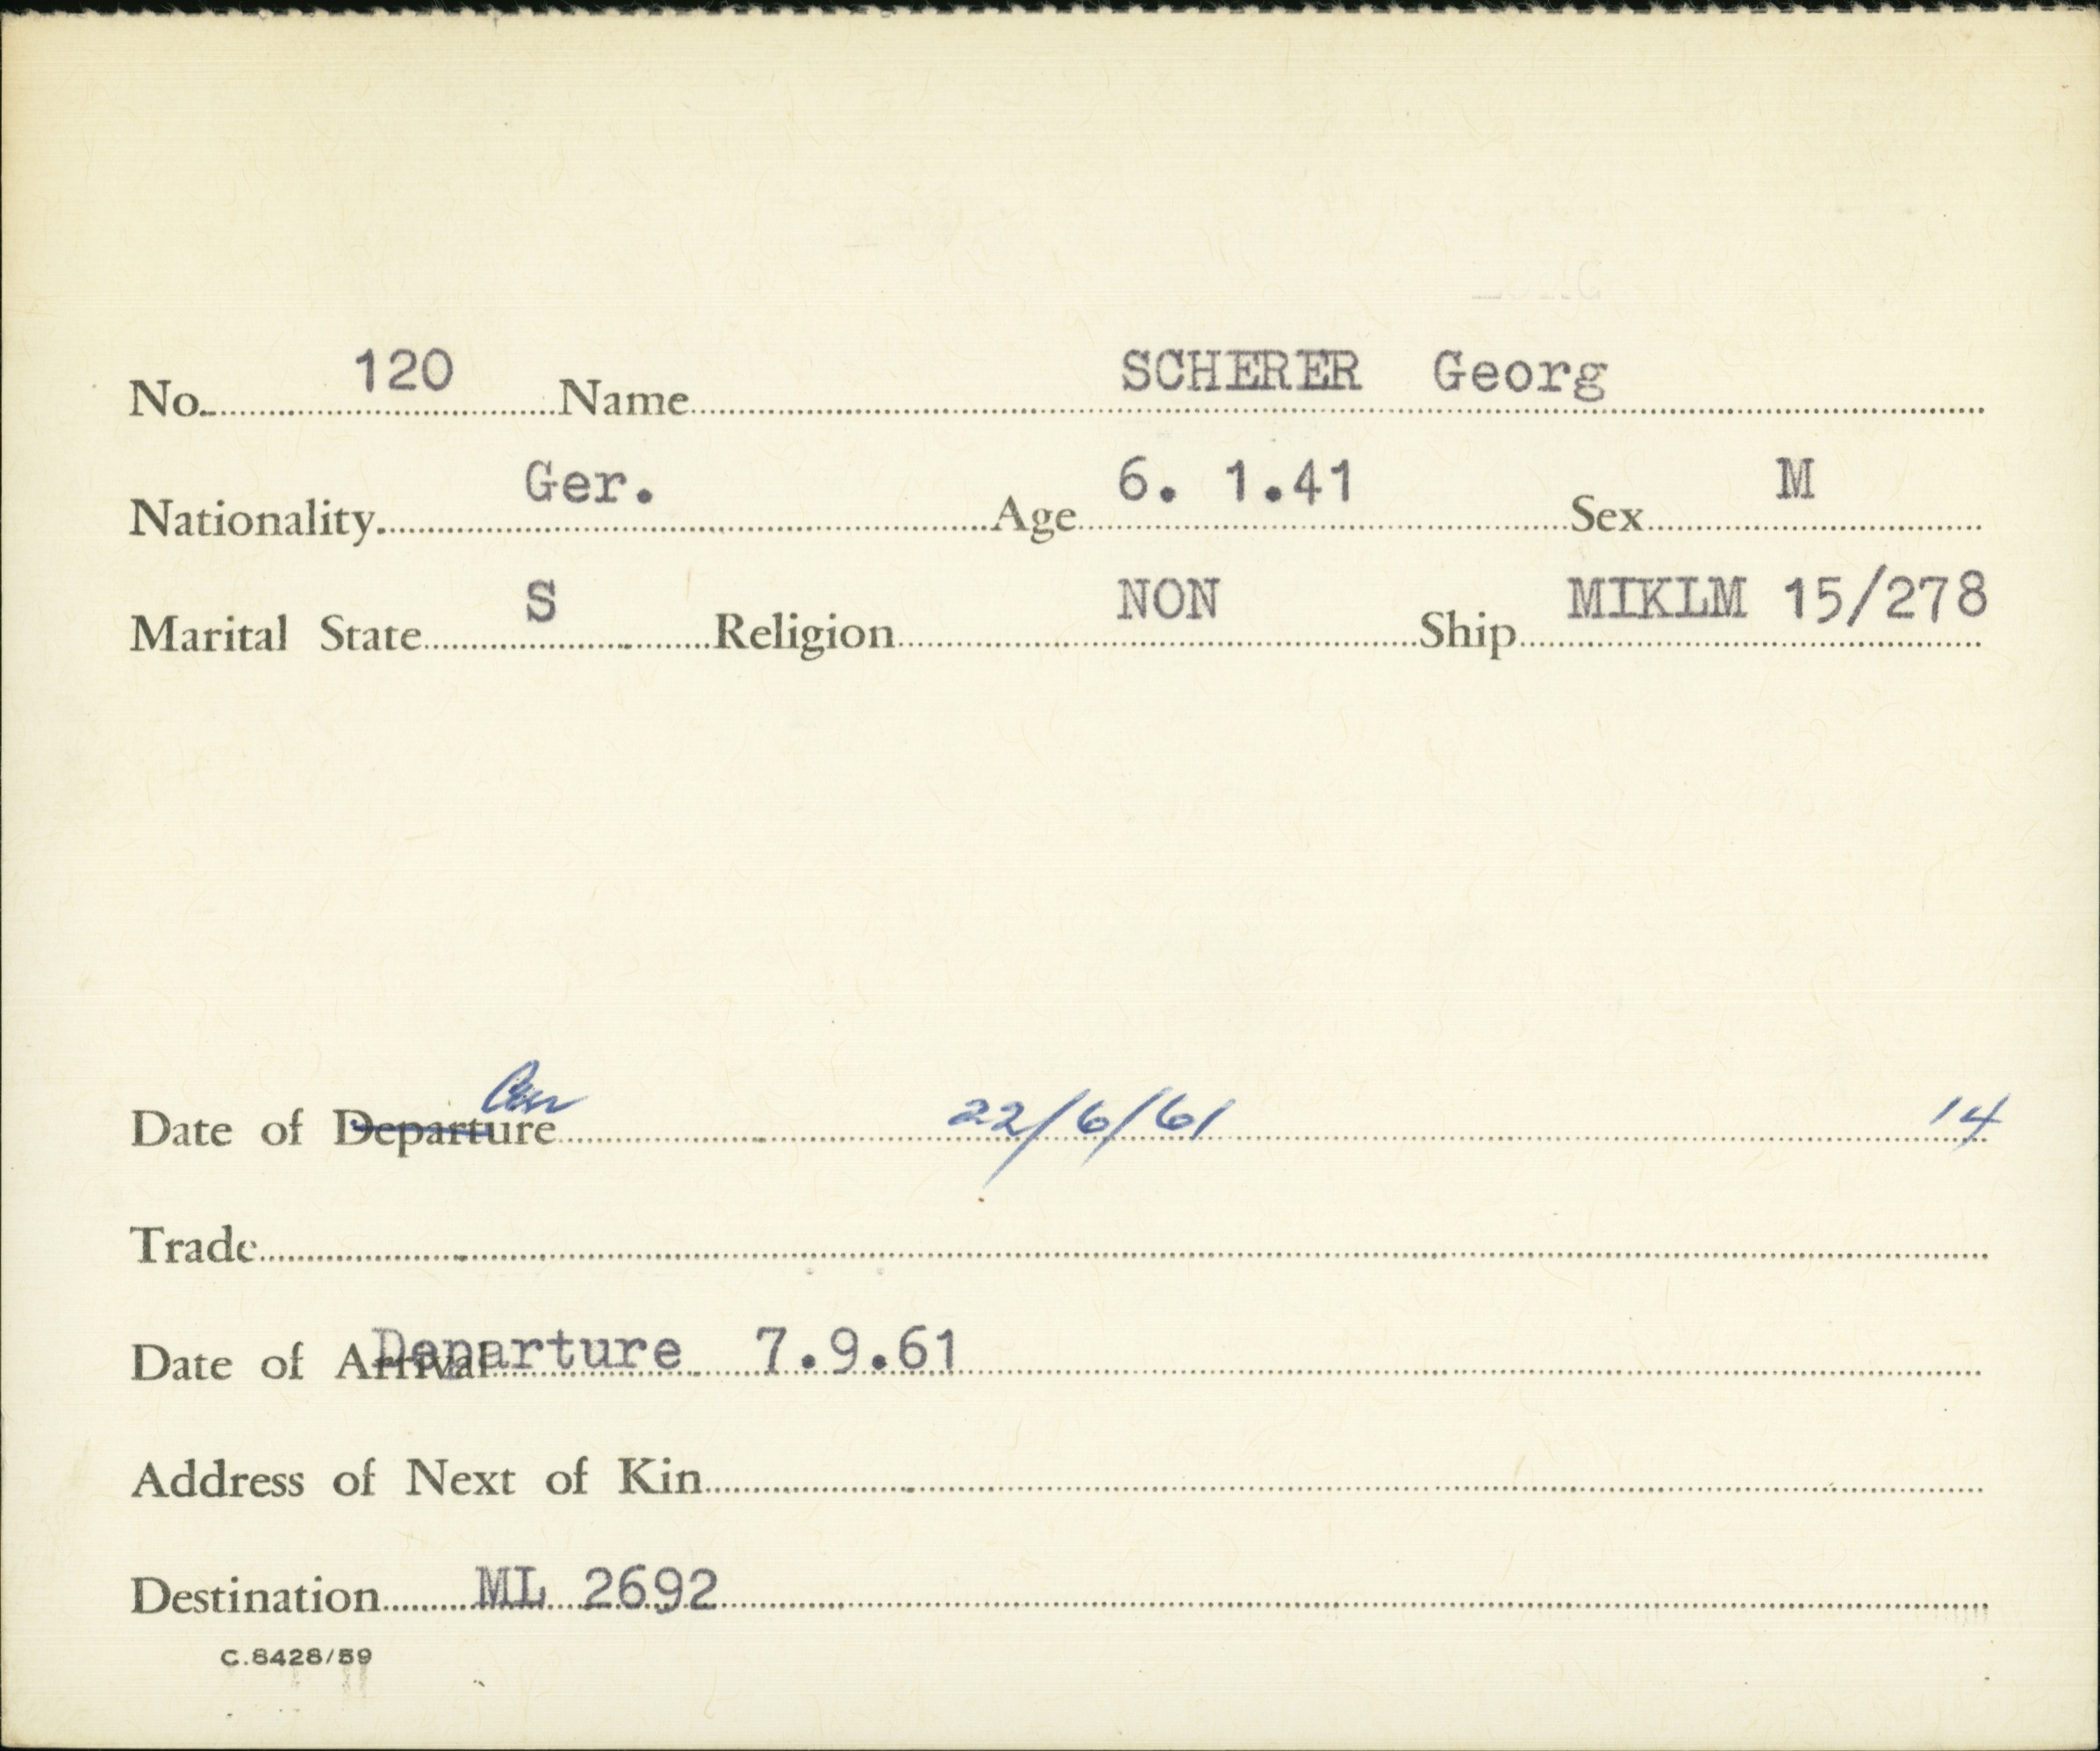 No. 120 Name SCHERER Georg
Nationality Ger. Age 6. 1.41 Sex M
Marital State S Religion NON Ship MIKLM 15/278
Arr
Date of Departure 22/6/61 14
Trade
Date of Arrival Departure 7.9.61
Address of Next of Kin
Destination ML 2692
C.8428/59